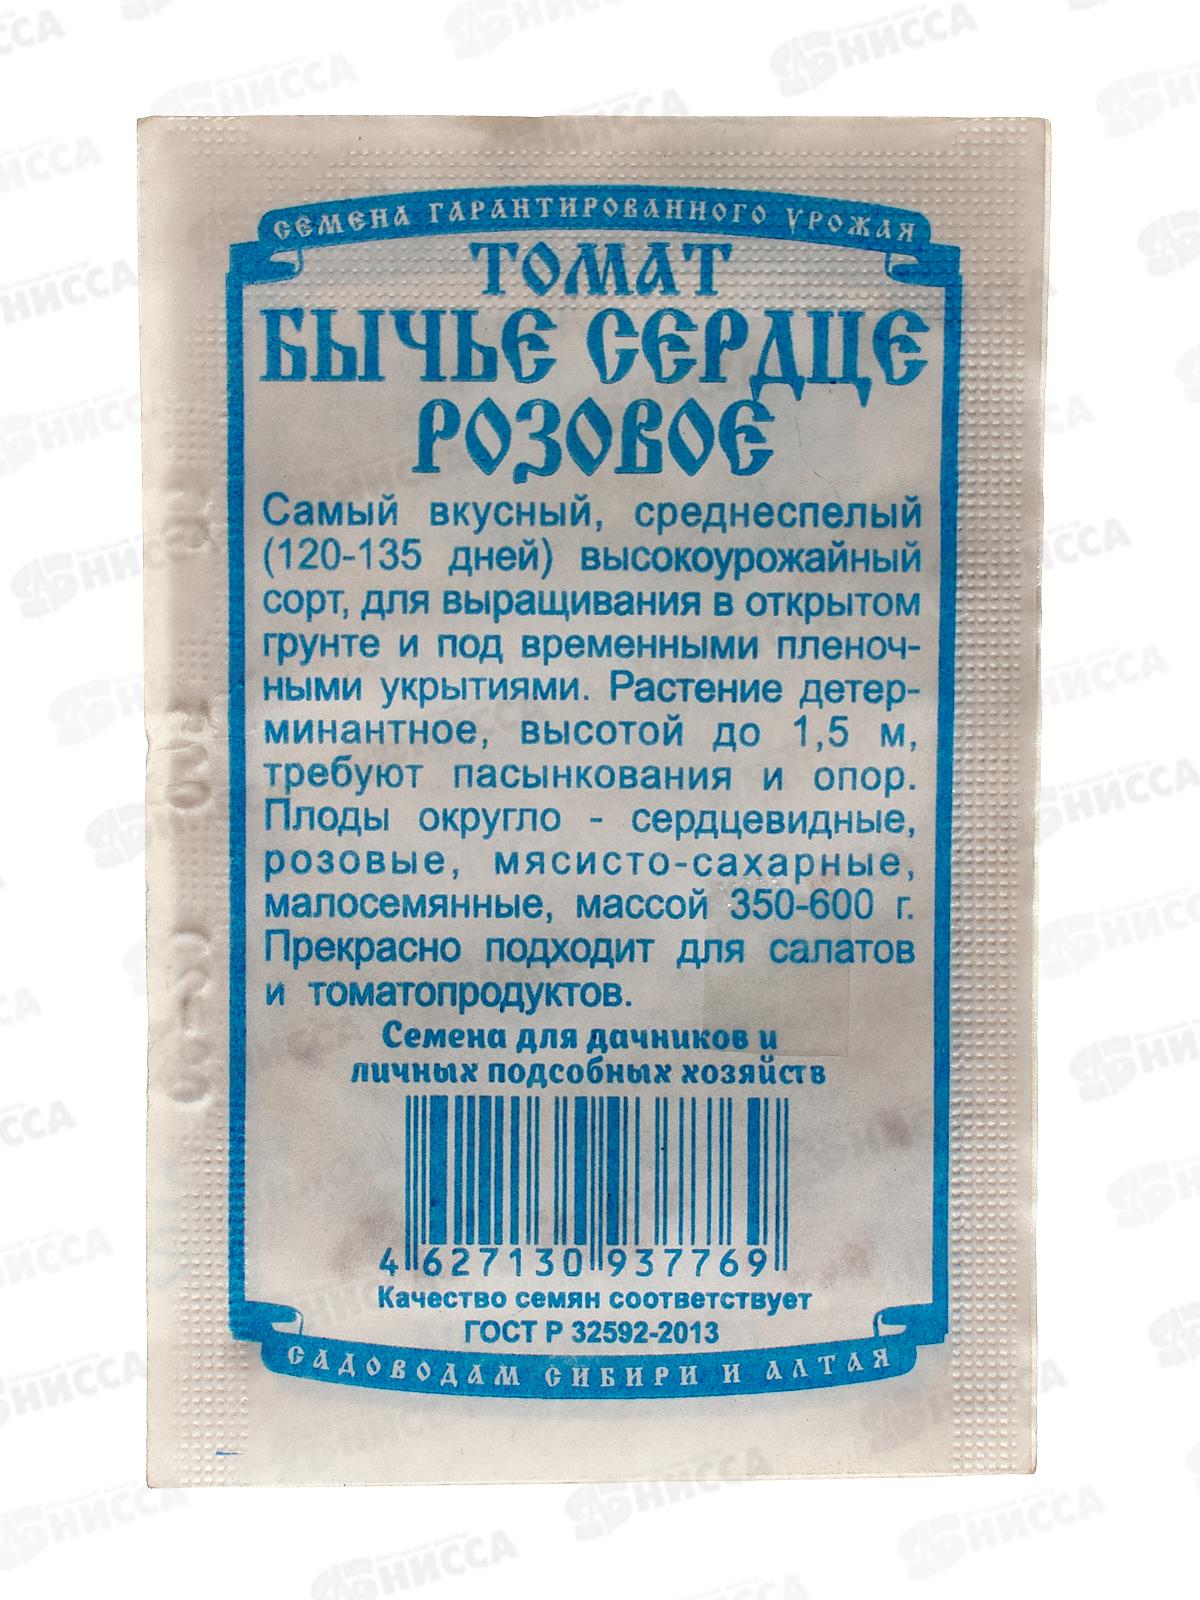 СЕМЕНА ГАРАНТИРОВАННОГО УРОЖАЯ
ТОМАТ
БЫЧЬЕ СЕРДЦЕ
РОЗОВОЕ
Самый вкусный, среднеспелый
(120-135 дней) высокоурожайный
сорт, для выращивания в открытом
грунте и под временными пленоч-
ными укрытиями. Растение детер-
минантное, высотой до 1,5 м,
требуют пасынкования и опор.
Плоды округло - сердцевидные,
розовые, мясисто-сахарные,
малосемянные, массой 350-600 г.
Прекрасно подходит для салатов
и томатопродуктов.
Семена для дачников и
личных подсобных хозяйств
4 627130 937769
Качество семян соответствует
ГОСТ Р 32592-2013
САДОВОДАМ СИБИРИ И АЛТАЯ